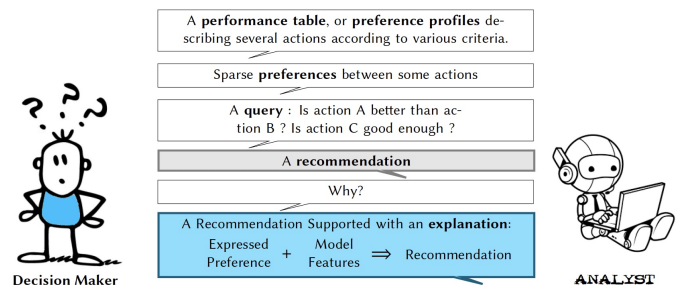 A performance table, or preference profiles de-
scribing several actions according to various criteria.
Sparse preferences between some actions
A query : Is action A better than ac-
tion B ? Is action C good enough ?
A recommendation
Why?
A Recommendation Supported with an explanation:
Expressed Preference + Model Features ⇒ Recommendation
? ? ?
Decision Maker
ANALYST